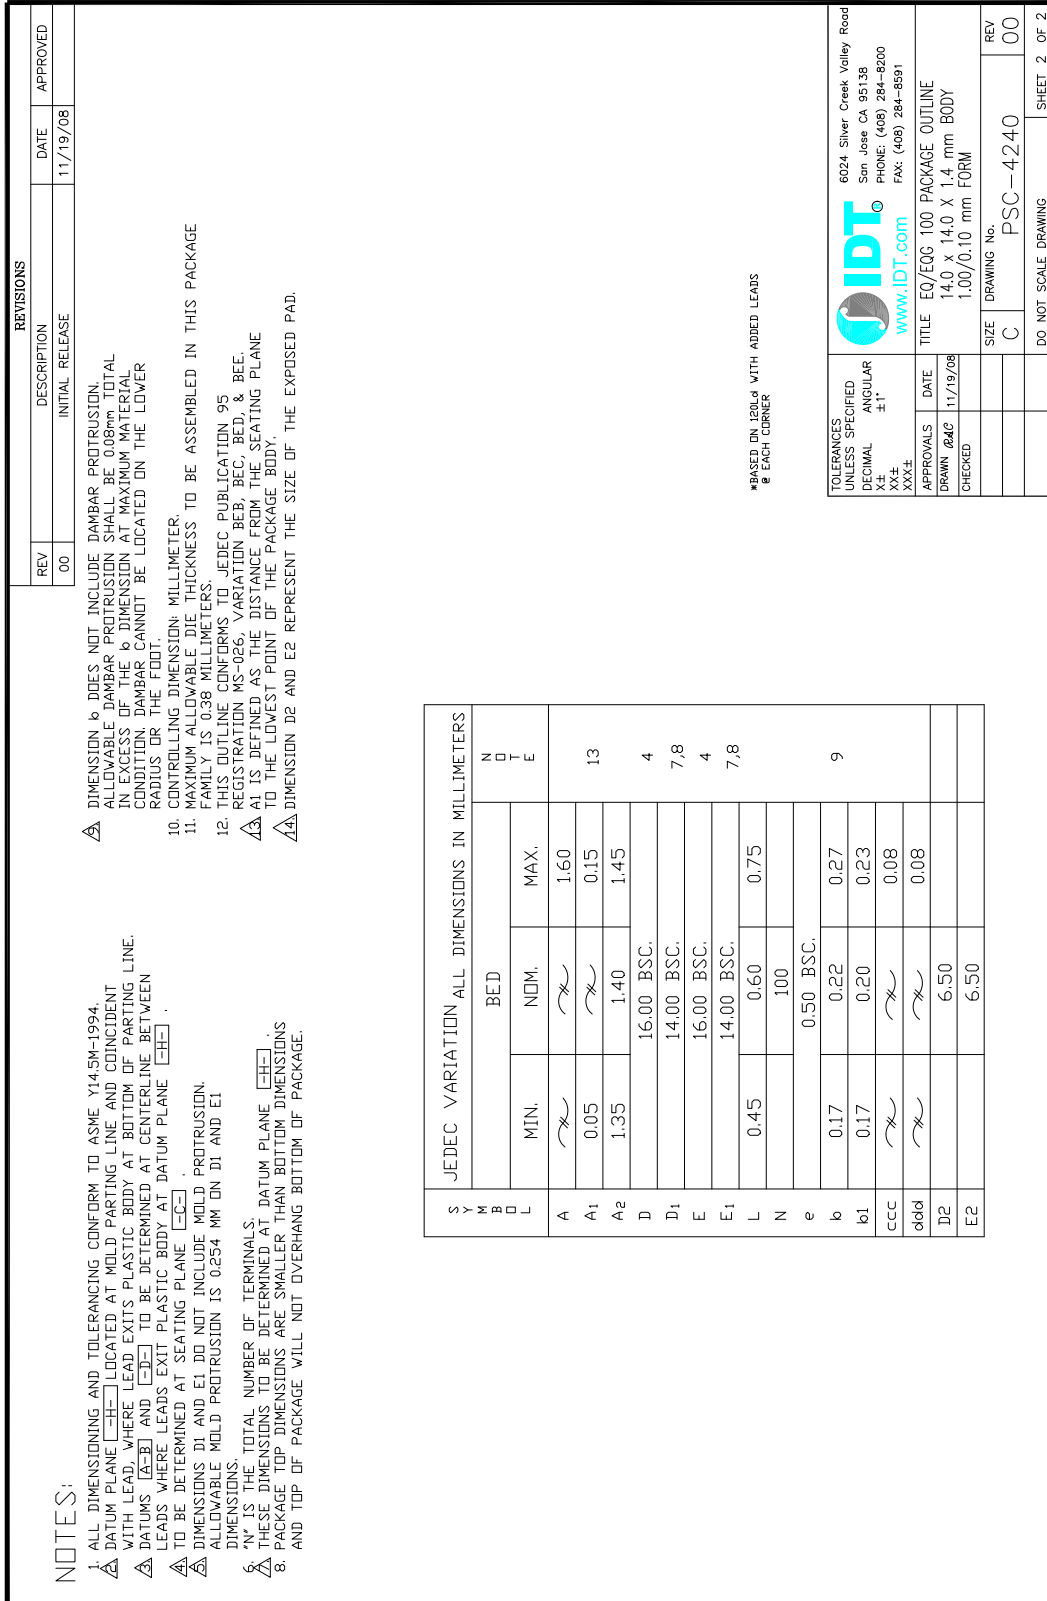 REVISIONS
REV DESCRIPTION DATE APPROVED
00 INITIAL RELEASE 11/19/08
NOTES:
1. ALL DIMENSIONING AND TOLERANCING CONFORM TO ASME Y14.5M-1994.
2. DATUM PLANE -H- LOCATED AT MOLD PARTING LINE AND COINCIDENT
WITH LEAD, WHERE LEAD EXITS PLASTIC BODY AT BOTTOM OF PARTING LINE.
3. DATUMS A-B AND -D- TO BE DETERMINED AT CENTERLINE BETWEEN
LEADS WHERE LEADS EXIT PLASTIC BODY AT DATUM PLANE -H- .
4. TO BE DETERMINED AT SEATING PLANE -C- .
5. DIMENSIONS D1 AND E1 DO NOT INCLUDE MOLD PROTRUSION.
ALLOWABLE MOLD PROTRUSION IS 0.254 MM ON D1 AND E1
DIMENSIONS.
6. "N" IS THE TOTAL NUMBER OF TERMINALS.
7. THESE DIMENSIONS TO BE DETERMINED AT DATUM PLANE -H- .
8. PACKAGE TOP DIMENSIONS ARE SMALLER THAN BOTTOM DIMENSIONS
AND TOP OF PACKAGE WILL NOT OVERHANG BOTTOM OF PACKAGE.
9. DIMENSION b DOES NOT INCLUDE DAMBAR PROTRUSION.
ALLOWABLE DAMBAR PROTRUSION SHALL BE 0.08mm TOTAL
IN EXCESS OF THE b DIMENSION AT MAXIMUM MATERIAL
CONDITION. DAMBAR CANNOT BE LOCATED ON THE LOWER
RADIUS OR THE FOOT.
10. CONTROLLING DIMENSION: MILLIMETER.
11. MAXIMUM ALLOWABLE DIE THICKNESS TO BE ASSEMBLED IN THIS PACKAGE
FAMILY IS 0.38 MILLIMETERS.
12. THIS OUTLINE CONFORMS TO JEDEC PUBLICATION 95
REGISTRATION MS-026, VARIATION BEB, BEC, BED, & BEE.
13. A1 IS DEFINED AS THE DISTANCE FROM THE SEATING PLANE
TO THE LOWEST POINT OF THE PACKAGE BODY.
14. DIMENSION D2 AND E2 REPRESENT THE SIZE OF THE EXPOSED PAD.
SYMBOL JEDEC VARIATION ALL DIMENSIONS IN MILLIMETERS
BED NOTE
MIN. NOM. MAX.
A 1.60
A1 0.05 0.15 13
A2 1.35 1.40 1.45
D 16.00 BSC. 4
D1 14.00 BSC. 7,8
E 16.00 BSC. 4
E1 14.00 BSC. 7,8
L 0.45 0.60 0.75
N 100
e 0.50 BSC.
b 0.17 0.22 0.27 9
b1 0.17 0.20 0.23
ccc 0.08
ddd 0.08
D2 6.50
E2 6.50
*BASED ON 120Ld WITH ADDED LEADS
@ EACH CORNER
TOLERANCES
UNLESS SPECIFIED
DECIMAL ANGULAR
X± ±1°
XX±
XXX±
IDT®
www.IDT.com
6024 Silver Creek Valley Road
San Jose CA 95138
PHONE: (408) 284-8200
FAX: (408) 284-8591
APPROVALS DATE
DRAWN 11/19/08
CHECKED
TITLE EQ/EQG 100 PACKAGE OUTLINE
14.0 x 14.0 X 1.4 mm BODY
1.00/0.10 mm FORM
SIZE DRAWING No. REV
C PSC-4240 00
DO NOT SCALE DRAWING SHEET 2 OF 2